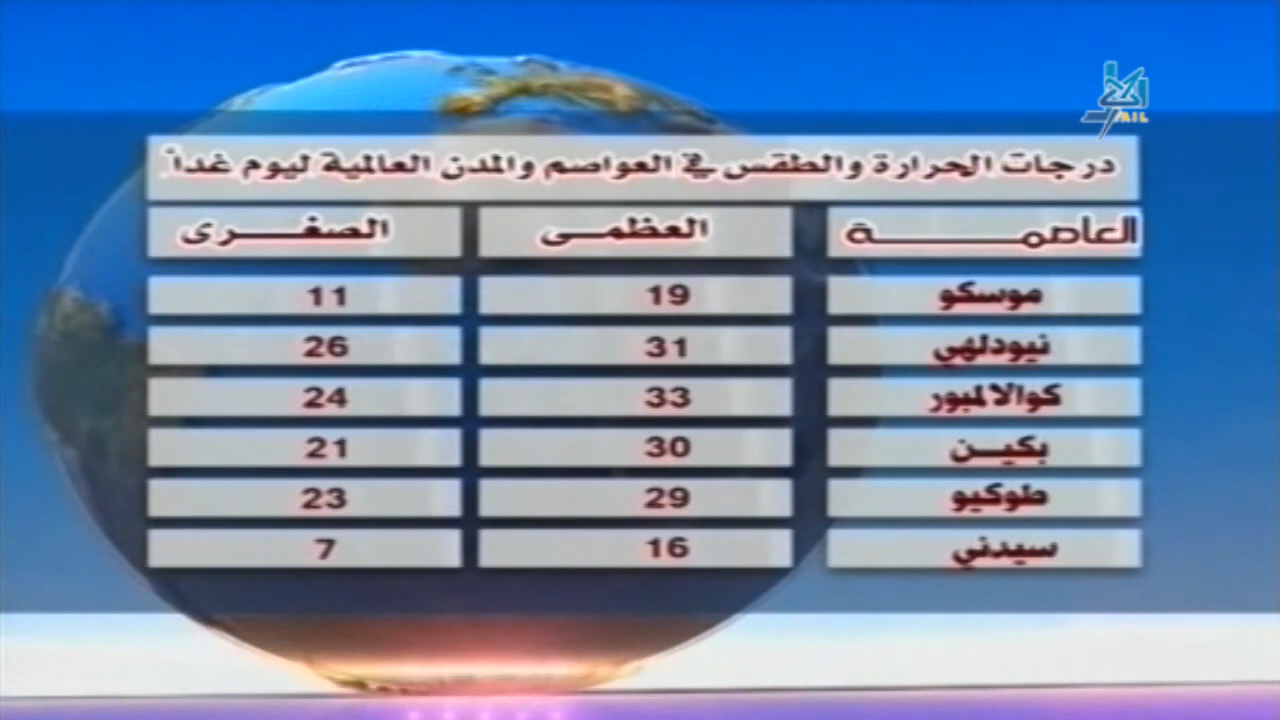 درجات الحرارة والطقس في العواصم والمدن العالمية ليوم غداً
العاصمة العظمى الصغرى
موسكو 19 11
نيودلهي 31 26
كوالالمبور 33 24
بكين 30 21
طوكيو 29 23
سيدني 16 7